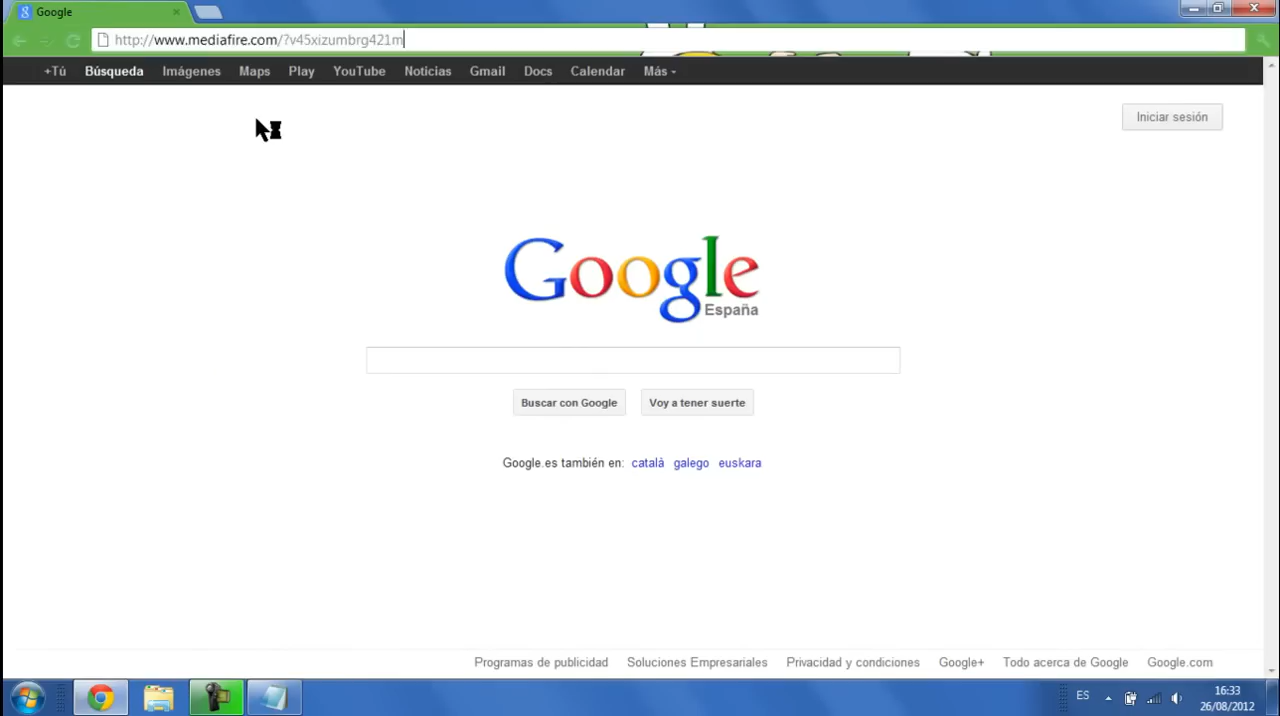 Google
http://www.mediafire.com/?v45xizumbrg421m
+Tú Búsqueda Imágenes Maps Play YouTube Noticias Gmail Docs Calendar Más
Iniciar sesión
Google
España
Buscar con Google Voy a tener suerte
Google.es también en: català galego euskara
Programas de publicidad Soluciones Empresariales Privacidad y condiciones Google+ Todo acerca de Google Google.com
ES
16:33
26/08/2012